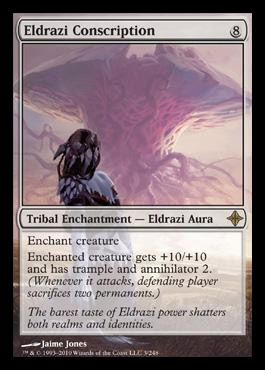 Eldrazi Conscription 8
Tribal Enchantment — Eldrazi Aura
Enchant creature
Enchanted creature gets +10/+10
and has trample and annihilator 2.
(Whenever it attacks, defending player
sacrifices two permanents.)
The barest taste of Eldrazi power shatters
both realms and identities.
Jaime Jones
™ & © 1993–2010 Wizards of the Coast LLC 3/248